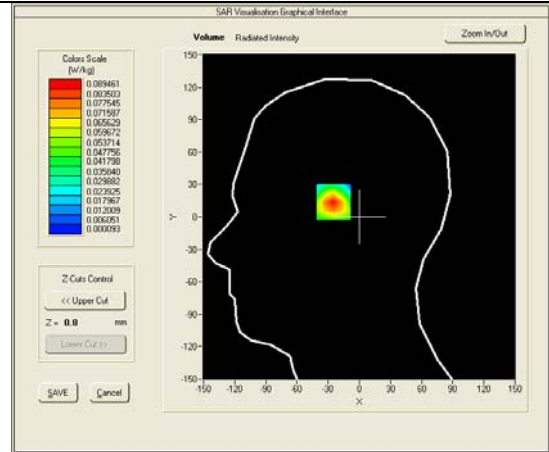 SAR Visualisation Graphical Interface
Volume Radiated Intensity
Zoom In/Out
Colors Scale
(W/kg)
0.089461
0.083503
0.077545
0.071587
0.065629
0.059672
0.053714
0.047756
0.041798
0.035840
0.029882
0.023925
0.017967
0.012009
0.006051
0.000093
Z Cuts Control
<< Upper Cut
Z = 0.0 mm
Lower Cut >>
SAVE Cancel
150
120
90
60
30
0
-30
-60
-90
-120
-150
Y
-150 -120 -90 -60 -30 0 30 60 90 120 150
X